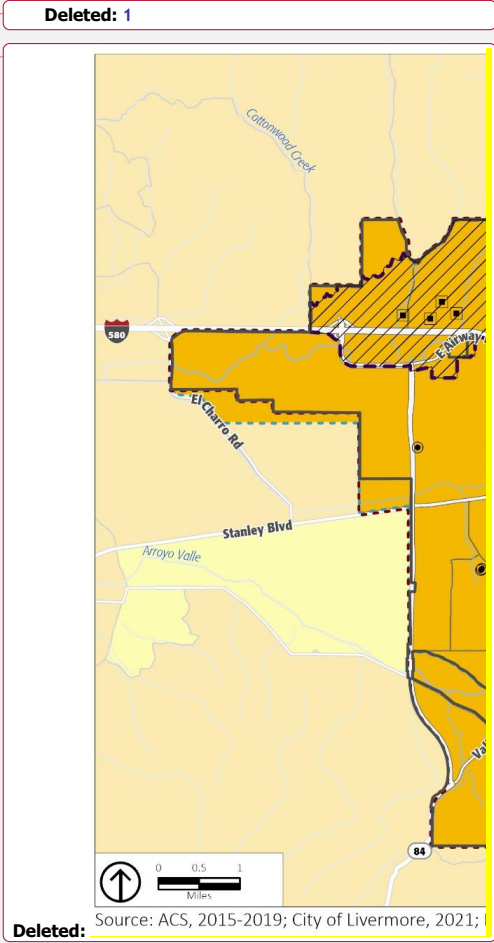 Deleted: 1
Cottonwood Creek
580
E Airway
El Charro Rd
Stanley Blvd
Arroyo Valle
84
0 0.5 1
Miles
Deleted:
Source: ACS, 2015-2019; City of Livermore, 2021;